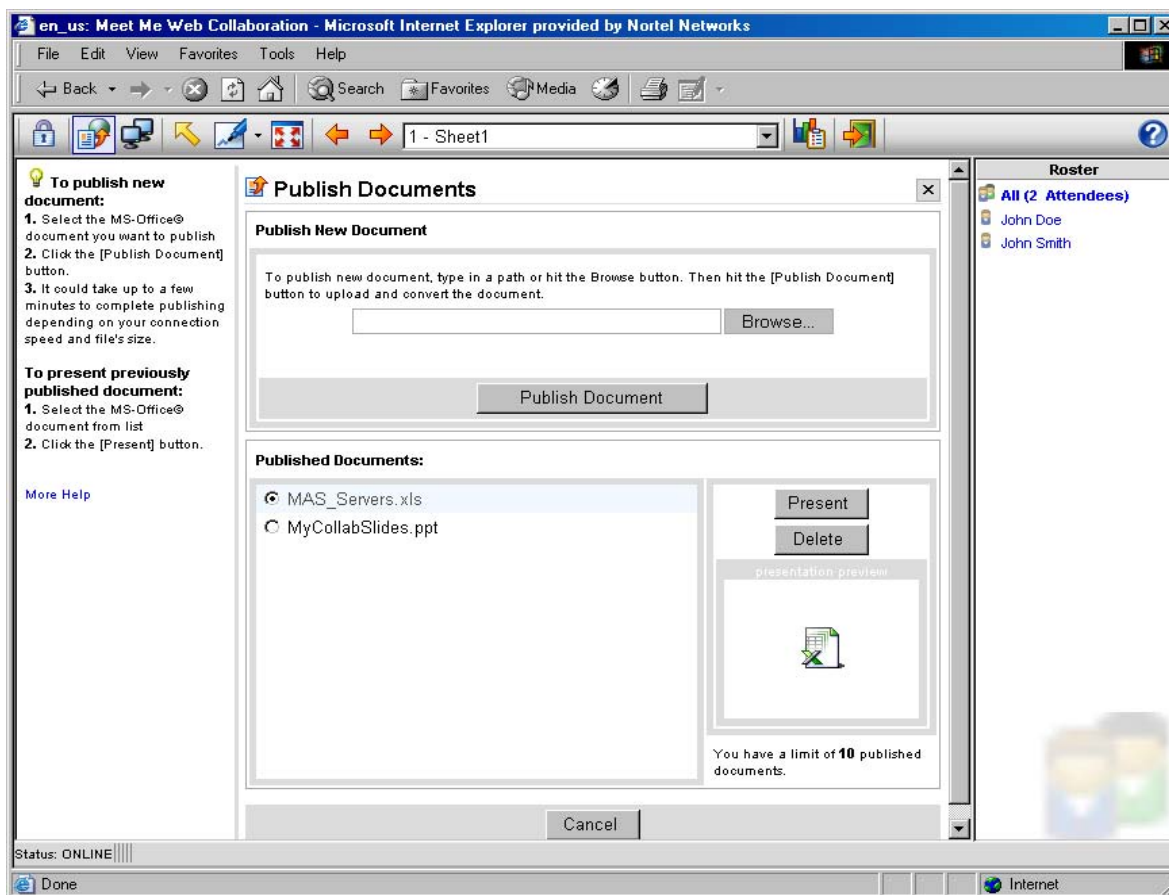 en_us: Meet Me Web Collaboration - Microsoft Internet Explorer provided by Nortel Networks
File Edit View Favorites Tools Help
Back Search Favorites Media
1 - Sheet1
To publish new
document:
1. Select the MS-Office®
document you want to publish
2. Click the [Publish Document]
button.
3. It could take up to a few
minutes to complete publishing
depending on your connection
speed and file's size.
To present previously
published document:
1. Select the MS-Office®
document from list
2. Click the [Present] button.
More Help
Publish Documents
Publish New Document
To publish new document, type in a path or hit the Browse button. Then hit the [Publish Document]
button to upload and convert the document.
Browse...
Publish Document
Published Documents:
MAS_Servers.xls
MyCollabSlides.ppt
Present
Delete
presentation preview
You have a limit of 10 published
documents.
Cancel
Roster
All (2 Attendees)
John Doe
John Smith
Status: ONLINE
Done
Internet